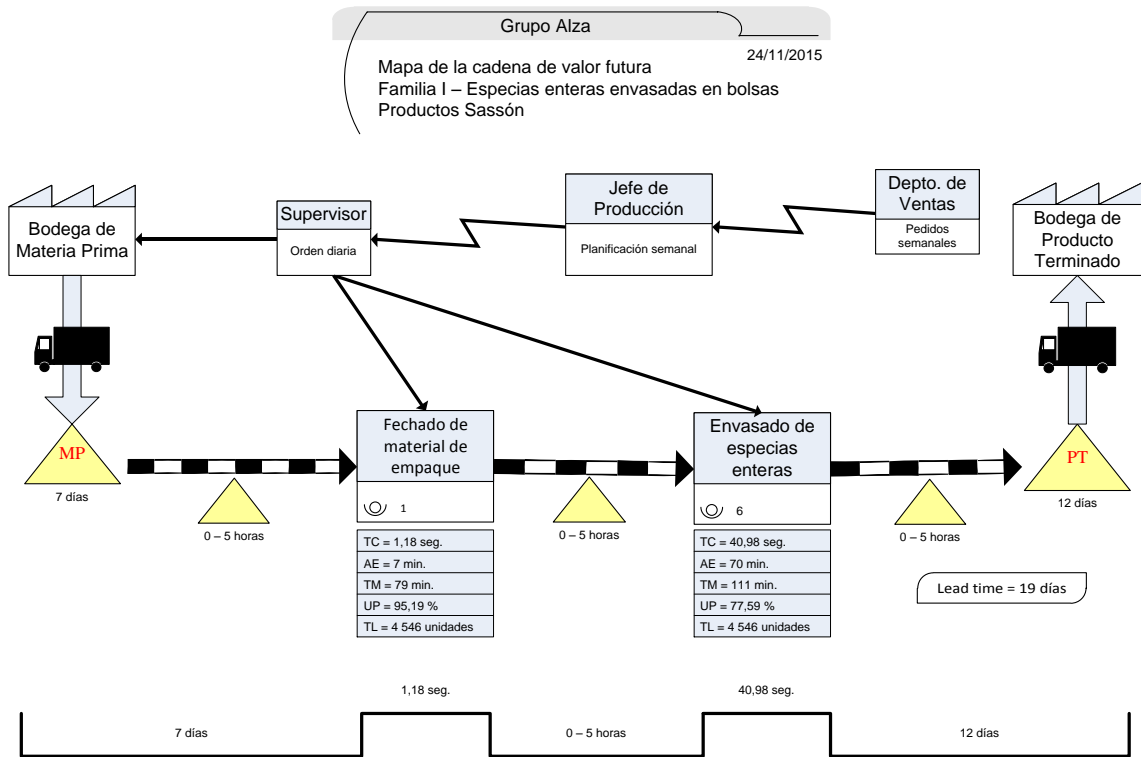 Grupo Alza
24/11/2015
Mapa de la cadena de valor futura
Familia I – Especias enteras envasadas en bolsas
Productos Sassón
Bodega de
Materia Prima
Supervisor
Orden diaria
Jefe de
Producción
Planificación semanal
Depto. de
Ventas
Pedidos
semanales
Bodega de
Producto
Terminado
MP
7 días
0 – 5 horas
Fechado de
material de
empaque
1
TC = 1,18 seg.
AE = 7 min.
TM = 79 min.
UP = 95,19 %
TL = 4 546 unidades
0 – 5 horas
Envasado de
especias
enteras
6
TC = 40,98 seg.
AE = 70 min.
TM = 111 min.
UP = 77,59 %
TL = 4 546 unidades
0 – 5 horas
PT
12 días
Lead time = 19 días
7 días
1,18 seg.
0 – 5 horas
40,98 seg.
12 días